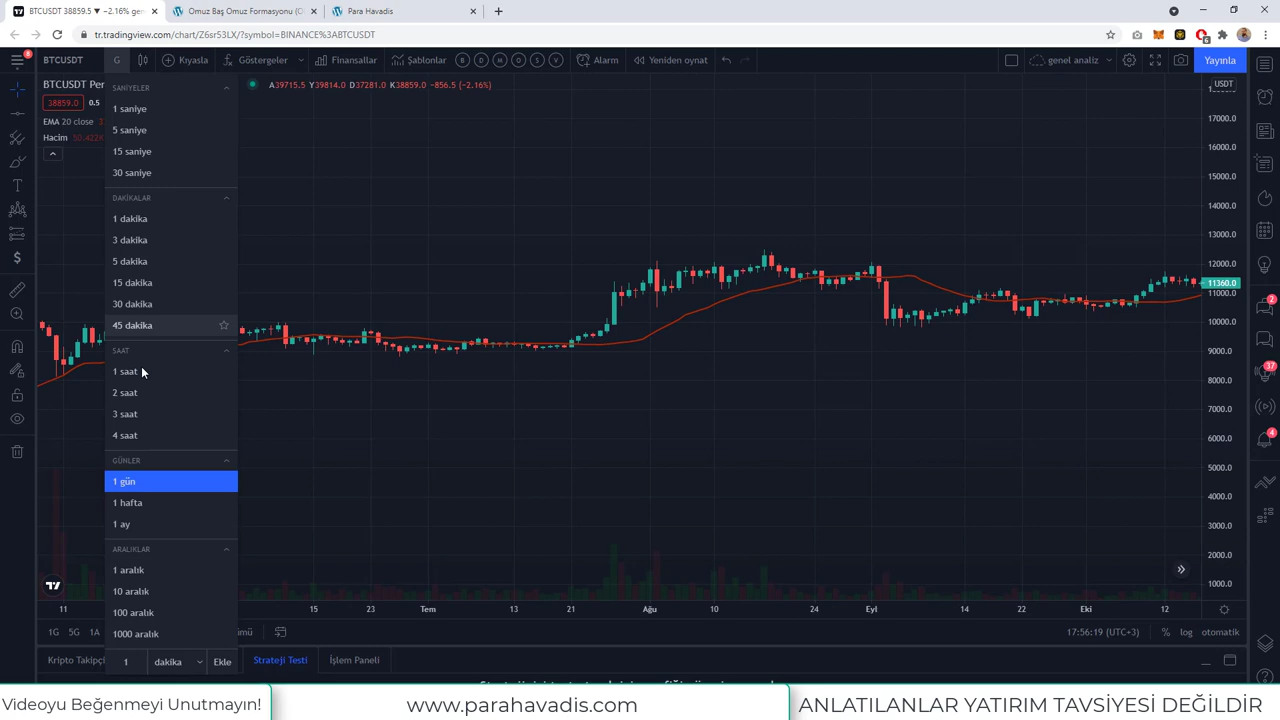 BTCUSDT 38859.5 ▼ −2.16% gen
Omuz Baş Omuz Formasyonu (O
Para Havadis
tr.tradingview.com/chart/Z6sr53LX/?symbol=BINANCE%3ABTCUSDT
8
BTCUSDT
G
Kıyasla
Göstergeler
Finansallar
Şablonlar
B
D
M
O
S
V
Alarm
Yeniden oynat
genel analiz
Yayınla
BTCUSDT Per
A39715.5 Y39814.0 D37281.0 K38859.0 −856.5 (−2.16%)
38859.0
0.5
EMA 20 close
Hacim
50.422K
SANİYELER
1 saniye
5 saniye
15 saniye
30 saniye
DAKİKALAR
1 dakika
3 dakika
5 dakika
15 dakika
30 dakika
45 dakika
SAAT
1 saat
2 saat
3 saat
4 saat
GÜNLER
1 gün
1 hafta
1 ay
ARALIKLAR
1 aralık
10 aralık
100 aralık
1000 aralık
1
dakika
Ekle
USDT
17000.0
16000.0
15000.0
14000.0
13000.0
12000.0
11360.0
11000.0
10000.0
9000.0
8000.0
7000.0
6000.0
5000.0
4000.0
3000.0
2000.0
1000.0
2
37
4
11
15
23
Tem
13
21
Ağu
10
24
Eyl
14
22
Eki
12
1G
5G
1A
17:56:19 (UTC+3)
%
log
otomatik
Kripto Takipçi
Strateji Testi
İşlem Paneli
Videoyu Beğenmeyi Unutmayın!
www.parahavadis.com
ANLATILANLAR YATIRIM TAVSİYESİ DEĞİLDİR